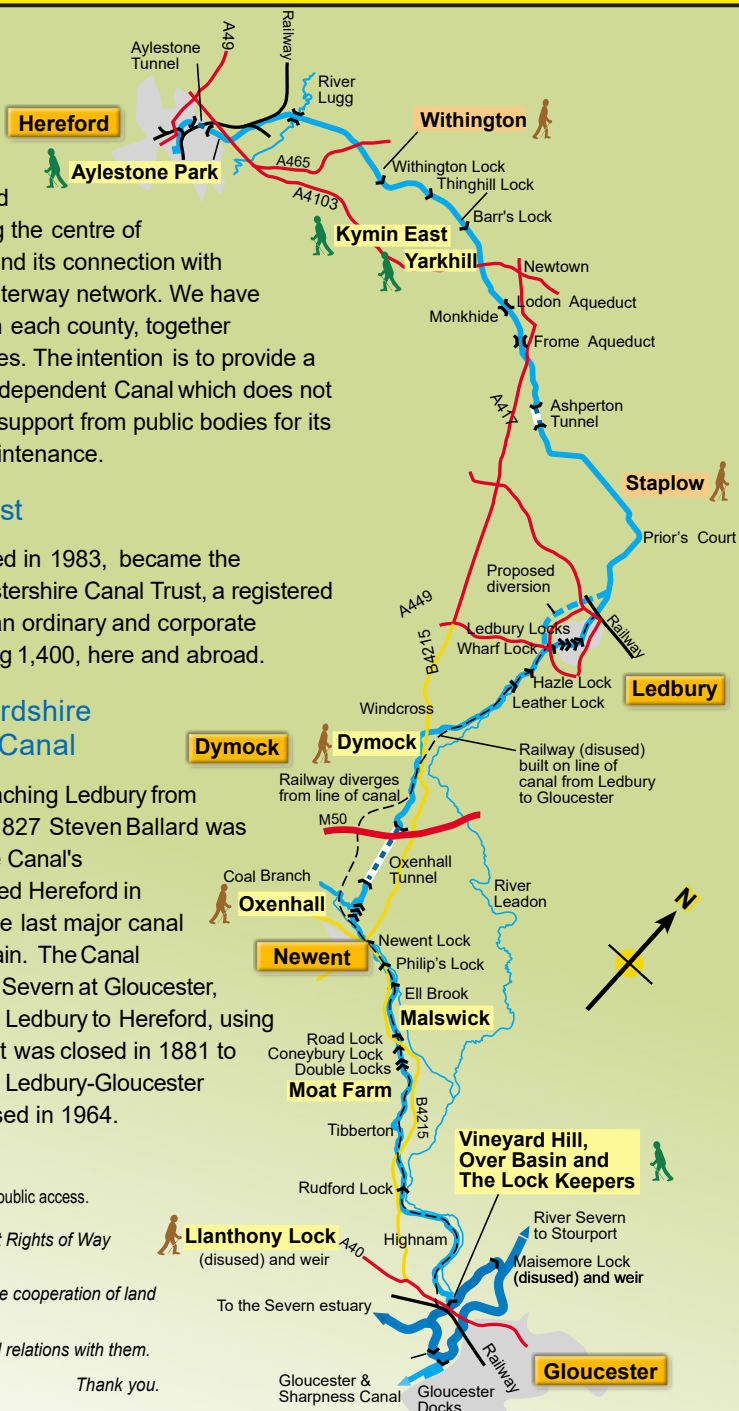 A49
Railway
Aylestone
Tunnel
River
Lugg
Hereford
Withington
Aylestone Park
A465
Withington Lock
Thinghill Lock
A4103
Barr's Lock
d
g the centre of
Kymin East
nd its connection with
Yarkhill
Newtown
terway network. We have
Lodon Aqueduct
Monkhide
n each county, together
Frome Aqueduct
es. The intention is to provide a
dependent Canal which does not
A417
Ashperton
Tunnel
support from public bodies for its
intenance.
Staplow
st
Prior's Court
ed in 1983, became the
Proposed
diversion
stershire Canal Trust, a registered
A449
an ordinary and corporate
Ledbury Locks
Railway
B4215
Wharf Lock
g 1,400, here and abroad.
Hazle Lock
Ledbury
Leather Lock
rdshire
Canal
Windcross
Dymock
Dymock
Railway (disused)
built on line of
canal from Ledbury
to Gloucester
Railway diverges
from line of canal
aching Ledbury from
M50
827 Steven Ballard was
e Canal's
Oxenhall
Tunnel
Coal Branch
River
Leadon
ed Hereford in
Oxenhall
N
e last major canal
Newent Lock
ain. The Canal
Newent
Philip's Lock
Severn at Gloucester,
Ell Brook
Ledbury to Hereford, using
Malswick
Road Lock
t was closed in 1881 to
Coneybury Lock
Double Locks
Ledbury-Gloucester
Moat Farm
sed in 1964.
B4215
Tibberton
Vineyard Hill,
Over Basin and
The Lock Keepers
Rudford Lock
public access.
River Severn
to Stourport
t Rights of Way
Llanthony Lock
(disused) and weir
A40
Highnam
Maisemore Lock
(disused) and weir
e cooperation of land
To the Severn estuary
d relations with them.
Railway
Gloucester
Thank you.
Gloucester &
Sharpness Canal
Gloucester
Docks